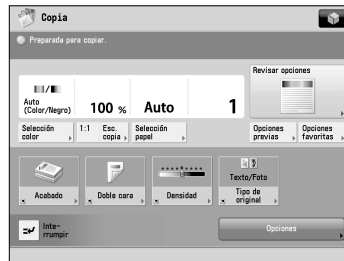 Copia
Preparada para copiar.
Revisar opciones
Auto
(Color/Negro)
100 %
Auto
1
Selección
color
1:1 Esc.
copia
Selección
papel
Opciones
previas
Opciones
favoritas
Acabado
Doble cara
Densidad
Texto/Foto
Tipo de
original
Inte-
rrumpir
Opciones